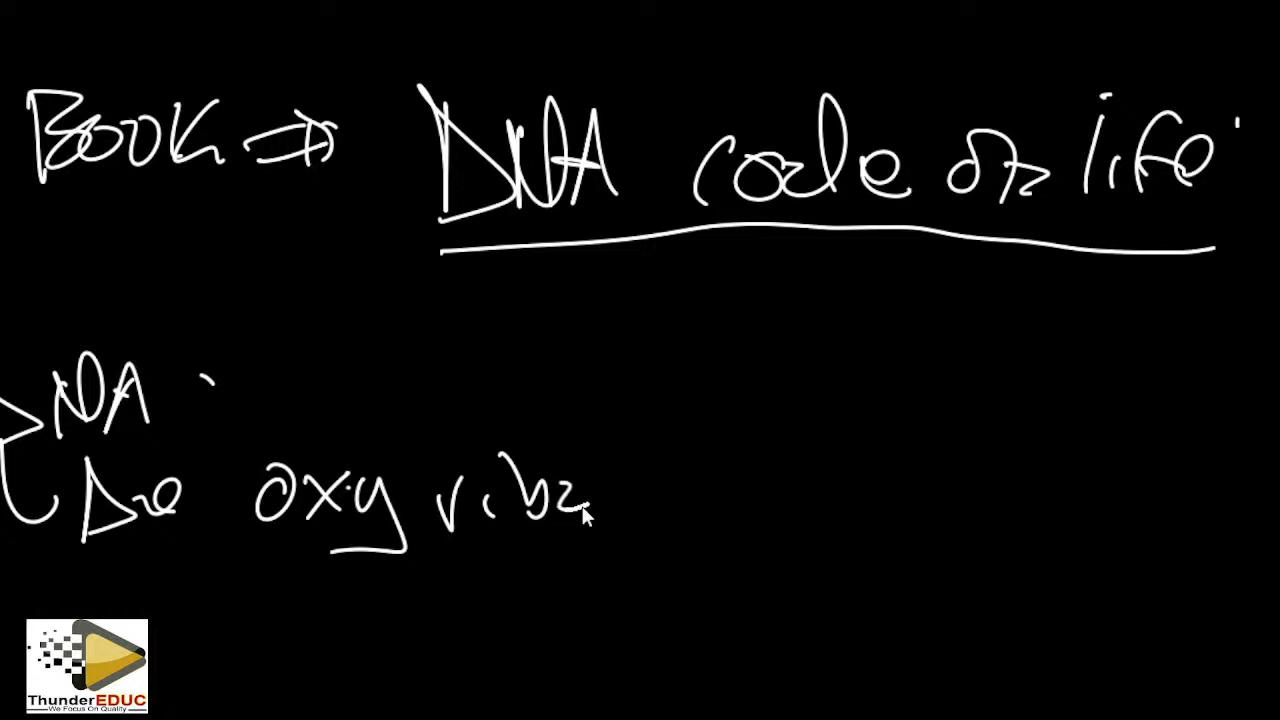 BOOK ⇒ DNA code of life
DNA
De oxy ribo
ThunderEDUC
We Focus On Quality